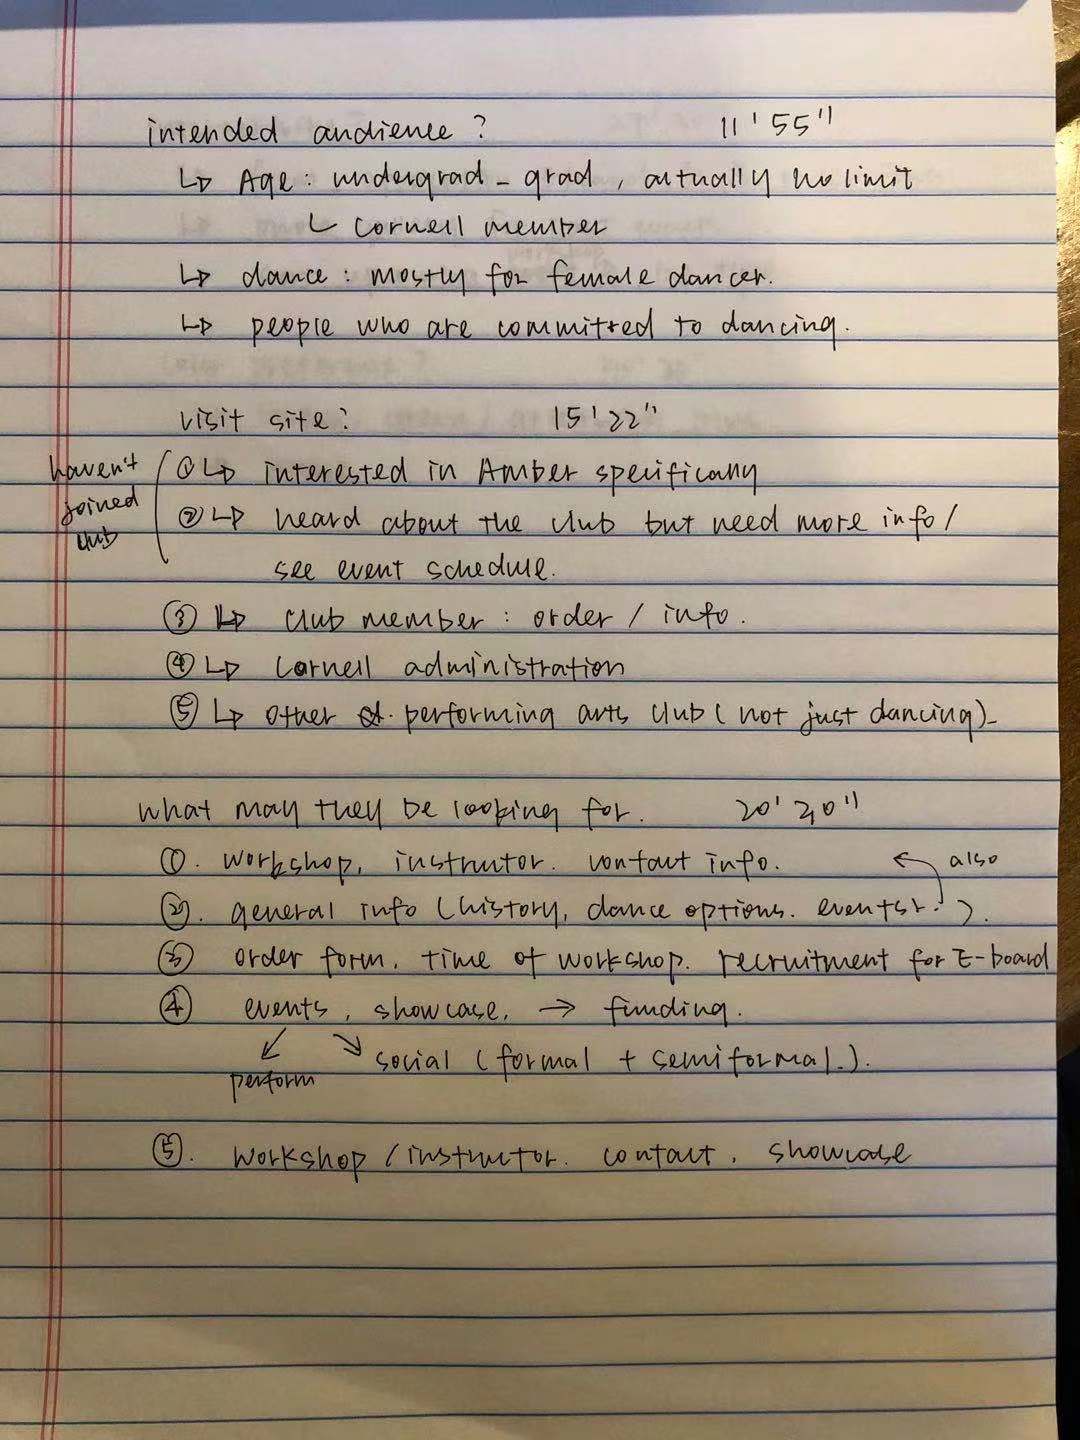 intended audience ? 11'55"
↳ Age : undergrad - grad , actually no limit
↳ Cornell member
↳ dance : mostly for female dancer.
↳ people who are committed to dancing.
visit site ? 15'22"
haven't joined club
① ↳ interested in Amber specifically
② ↳ heard about the club but need more info /
see event schedule.
③ ↳ club member : order / info.
④ ↳ Cornell administration
⑤ ↳ other performing arts club ( not just dancing).
What may they be looking for. 20'20"
①. workshop, instructor. contact info. ← also
②. general info (history, dance options. events ).
③ order form. time of workshop. recruitment for E-board
④ events, showcase, → funding.
↙ ↘ social (formal + semiformal.).
perform
⑤. workshop / instructor. contact. showcase